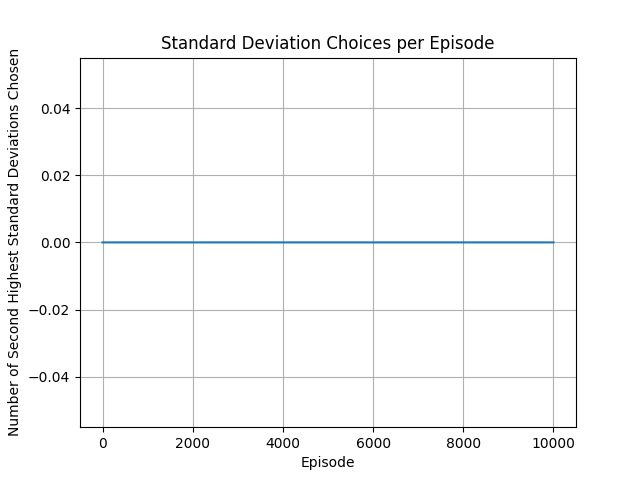 Standard Deviation Choices per Episode
Number of Second Highest Standard Deviations Chosen
0.04
0.02
0.00
−0.02
−0.04
0 2000 4000 6000 8000 10000
Episode